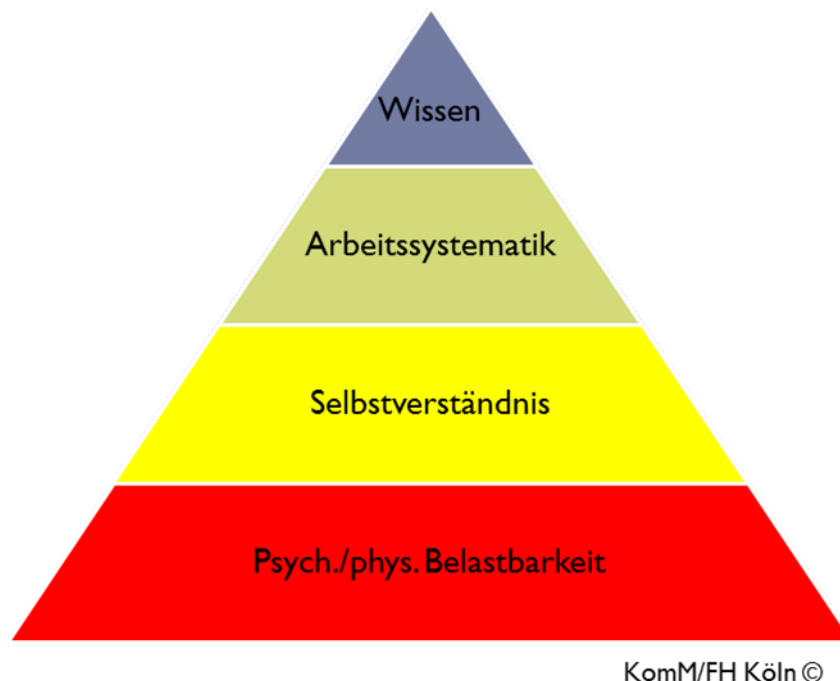 Wissen
Arbeitssystematik
Selbstverständnis
Psych./phys. Belastbarkeit
KomM/FH Köln ©